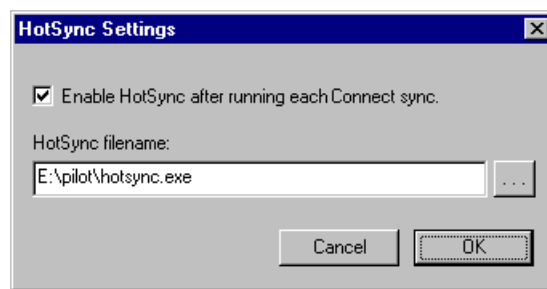 HotSync Settings
Enable HotSync after running each Connect sync.
HotSync filename:
E:\pilot\hotsync.exe
...
Cancel OK